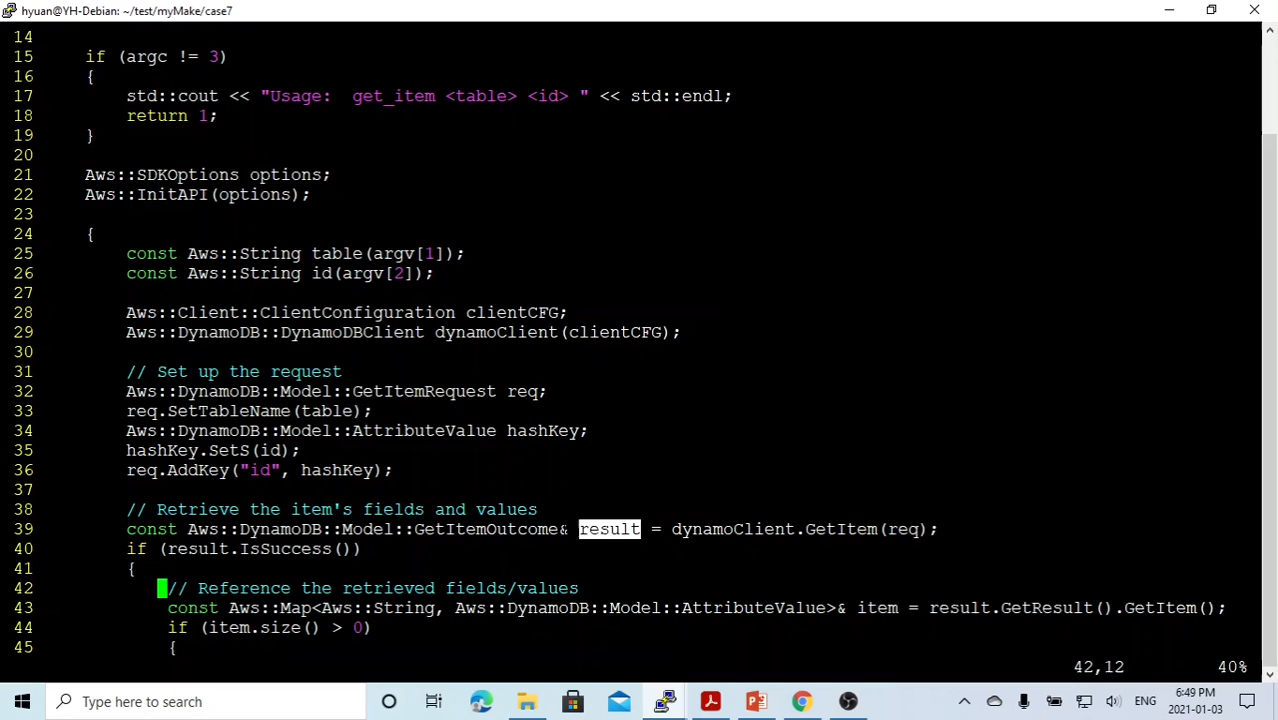 hyuan@YH-Debian: ~/test/myMake/case7
14
15     if (argc != 3)
16     {
17         std::cout << "Usage:  get_item <table> <id> " << std::endl;
18         return 1;
19     }
20
21     Aws::SDKOptions options;
22     Aws::InitAPI(options);
23
24     {
25         const Aws::String table(argv[1]);
26         const Aws::String id(argv[2]);
27
28         Aws::Client::ClientConfiguration clientCFG;
29         Aws::DynamoDB::DynamoDBClient dynamoClient(clientCFG);
30
31         // Set up the request
32         Aws::DynamoDB::Model::GetItemRequest req;
33         req.SetTableName(table);
34         Aws::DynamoDB::Model::AttributeValue hashKey;
35         hashKey.SetS(id);
36         req.AddKey("id", hashKey);
37
38         // Retrieve the item's fields and values
39         const Aws::DynamoDB::Model::GetItemOutcome& result = dynamoClient.GetItem(req);
40         if (result.IsSuccess())
41         {
42             // Reference the retrieved fields/values
43             const Aws::Map<Aws::String, Aws::DynamoDB::Model::AttributeValue>& item = result.GetResult().GetItem();
44             if (item.size() > 0)
45             {
42,12 40%
Type here to search
ENG
6:49 PM
2021-01-03